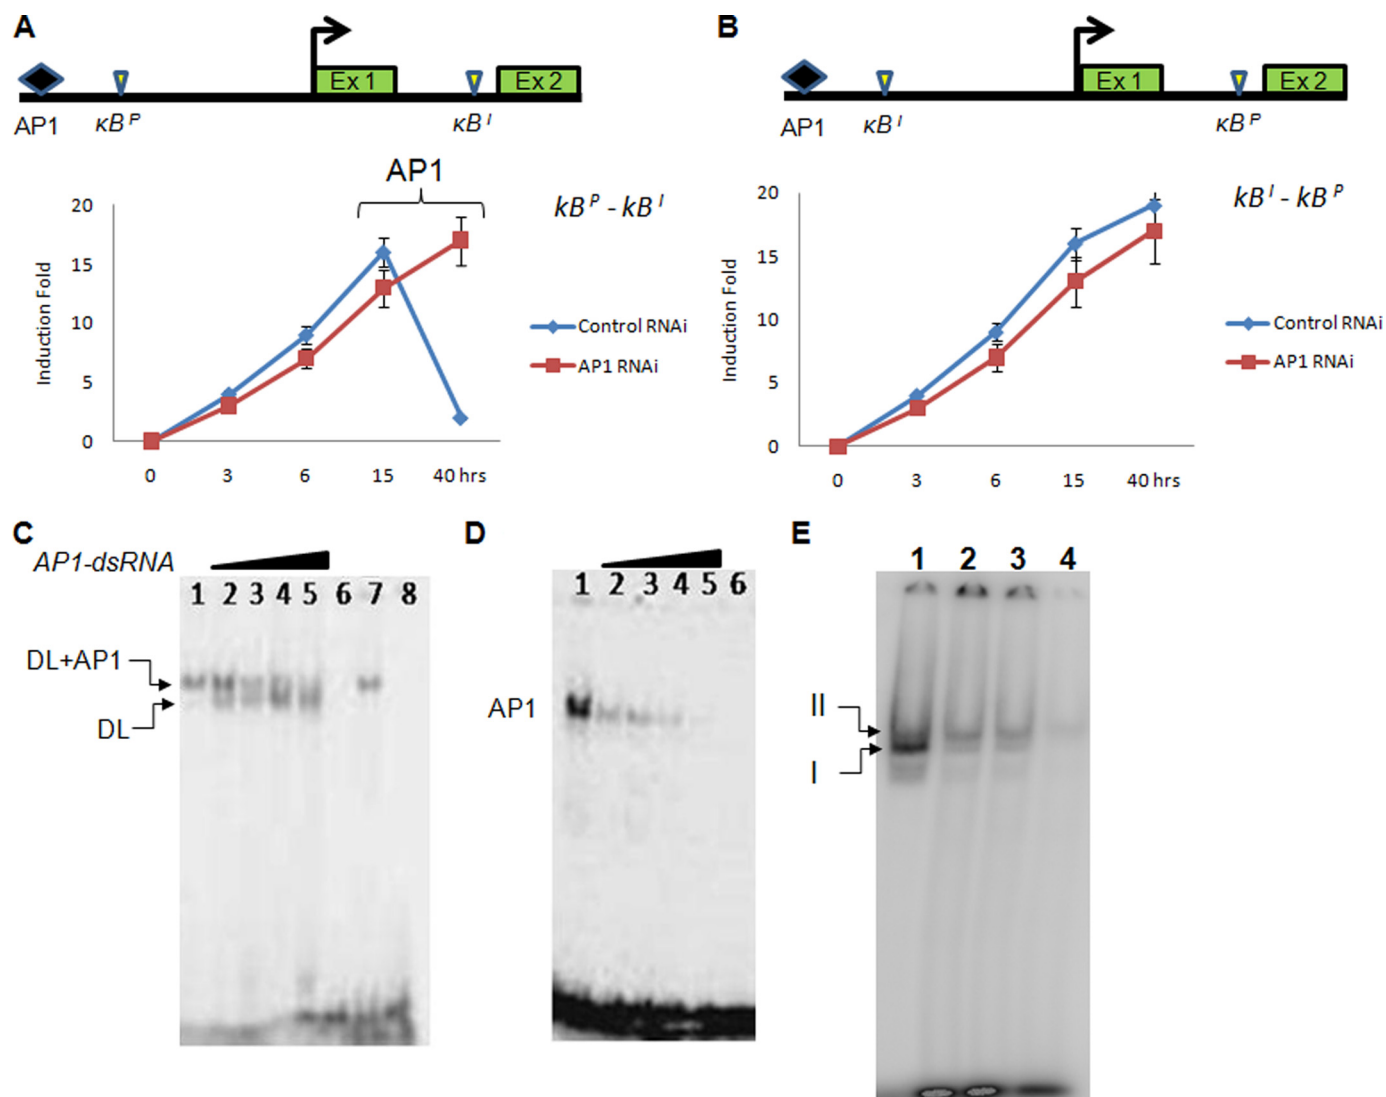 A
Ex 1
Ex 2
AP1
κB P
κB I
AP1
kB P - kB I
20
15
10
5
0
Induction Fold
0 3 6 15 40 hrs
Control RNAi
AP1 RNAi
B
Ex 1
Ex 2
AP1
κB I
κB P
kB I - kB P
20
15
10
5
0
Induction Fold
0 3 6 15 40 hrs
Control RNAi
AP1 RNAi
C
AP1-dsRNA
1 2 3 4 5 6 7 8
DL+AP1
DL
D
1 2 3 4 5 6
AP1
E
1 2 3 4
II
I